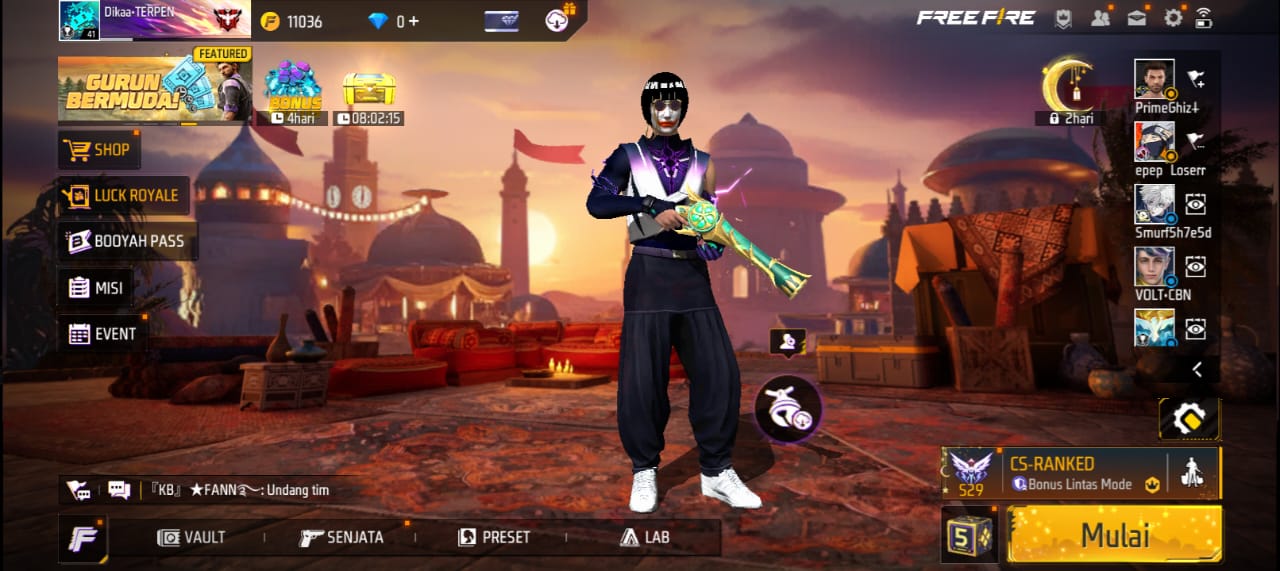 Dikaa•TERPEN
41
11036
0 +
FREE FIRE
FEATURED
GURUN
BERMUDA!
BONUS
4hari
08:02:15
2hari
SHOP
LUCK ROYALE
BOOYAH PASS
MISI
EVENT
PrimeGhiz
epep Loserr
Smurf5h7e5d
VOLT•CBN
『KB』 ★FANN: Undang tim
VAULT
SENJATA
PRESET
LAB
CS-RANKED
Bonus Lintas Mode
S29
5
Mulai